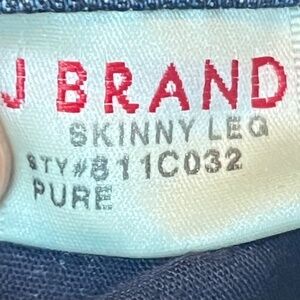 J BRAND
SKINNY LEG
STY#811C032
PURE